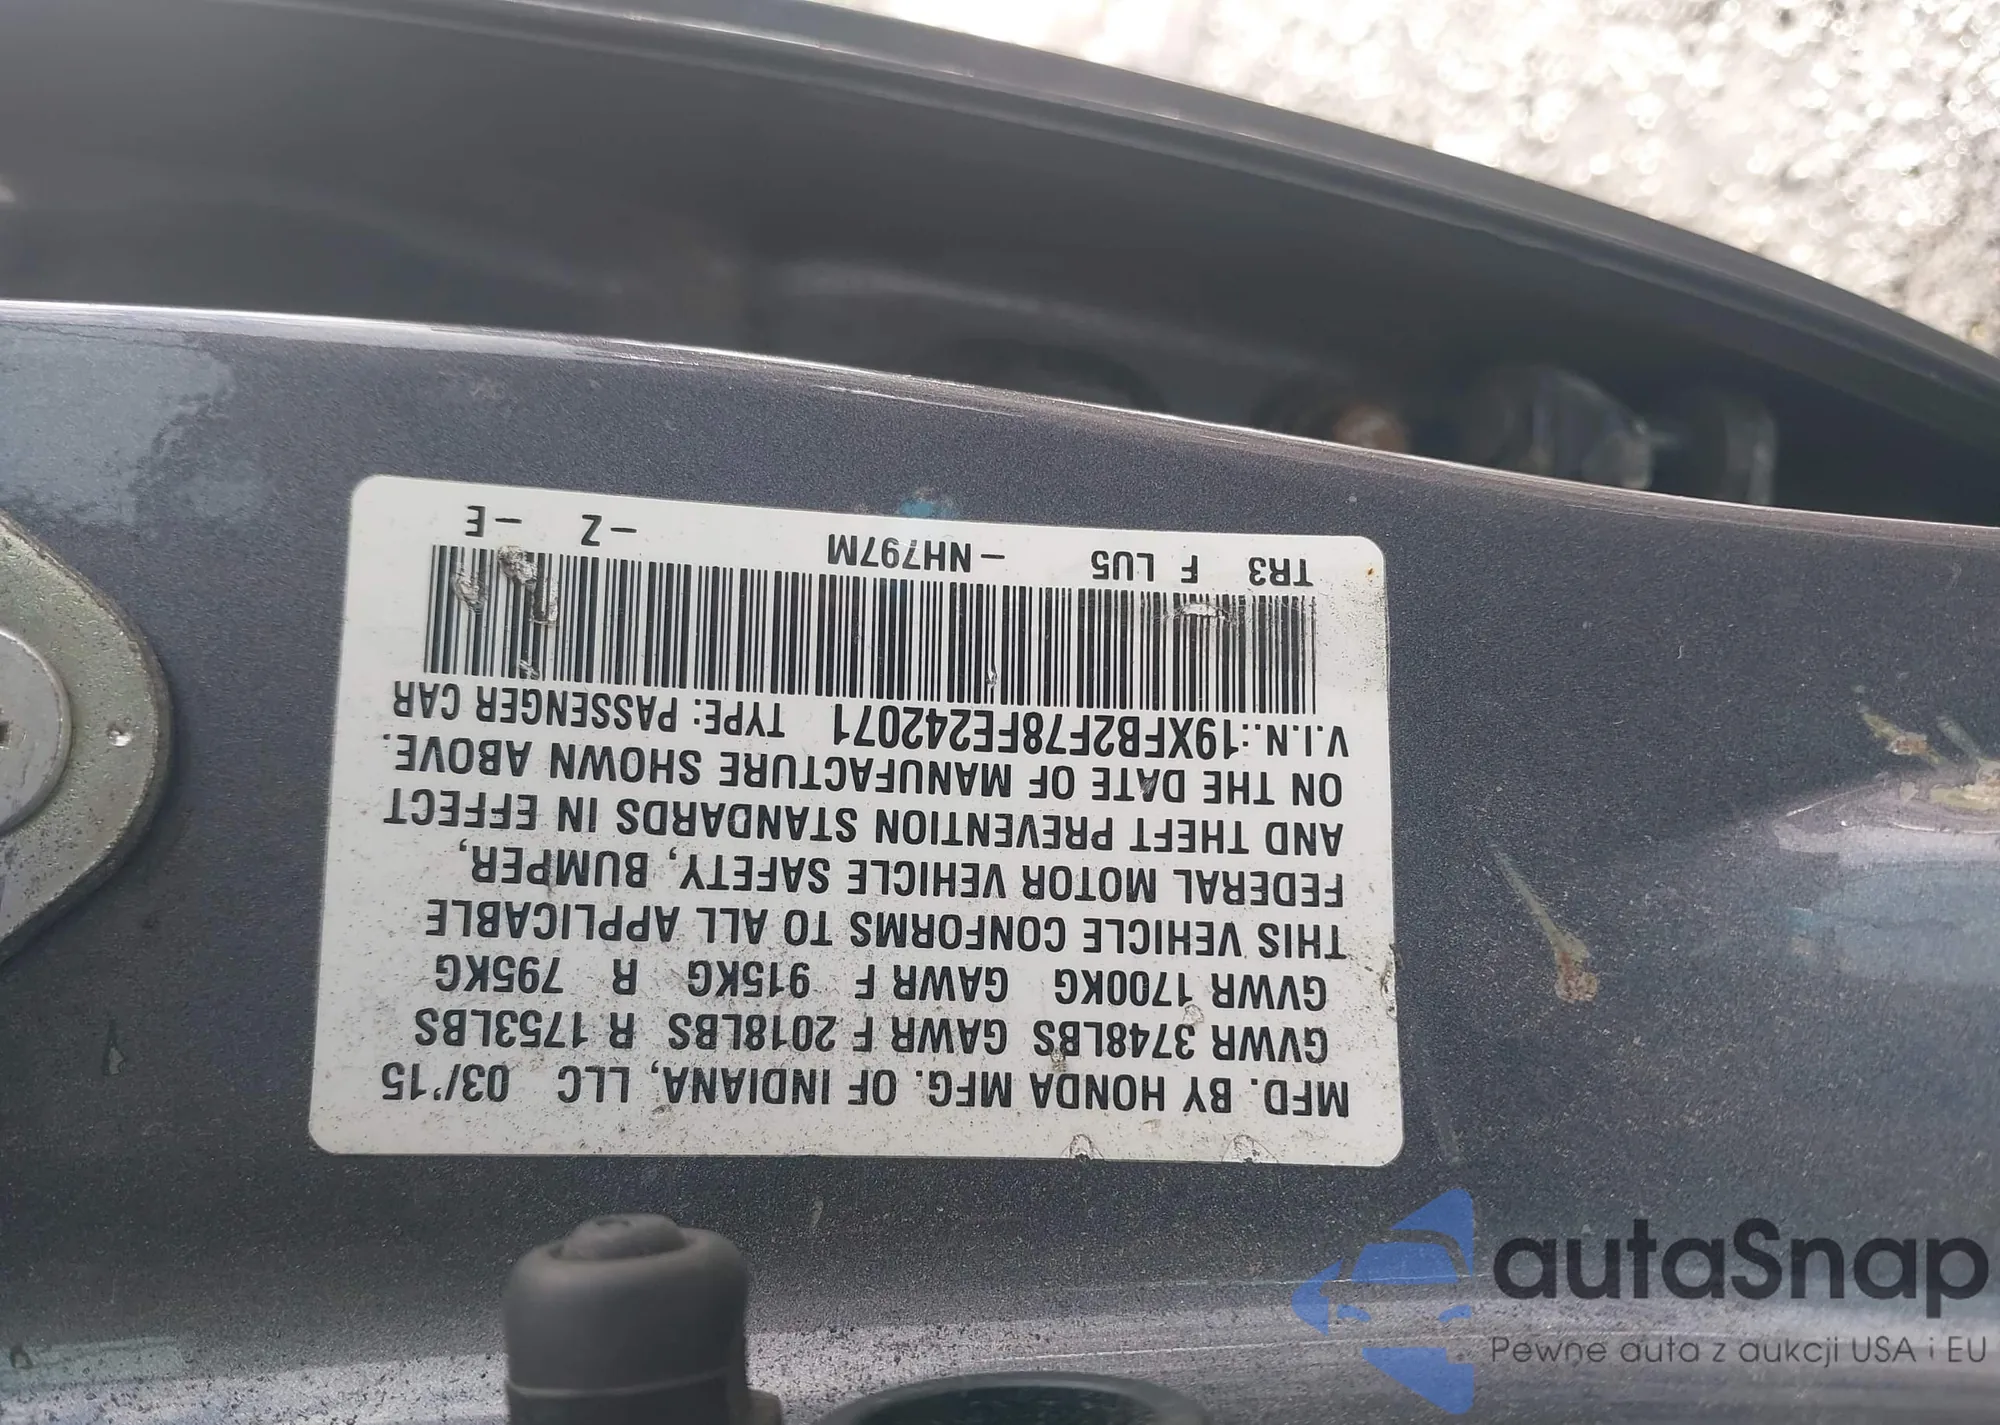 MFD. BY HONDA MFG. OF INDIANA, LLC 03/'15
GVWR 3748LBS GAWR F 2018LBS R 1753LBS
GVWR 1700KG GAWR F 915KG R 795KG
THIS VEHICLE CONFORMS TO ALL APPLICABLE
FEDERAL MOTOR VEHICLE SAFETY, BUMPER,
AND THEFT PREVENTION STANDARDS IN EFFECT
ON THE DATE OF MANUFACTURE SHOWN ABOVE.
V.I.N.:19XFB2F78FE242071 TYPE: PASSENGER CAR
TR3 F LU5 -NH797M -Z -E
autaSnap
Pewne auta z aukcji USA i EU